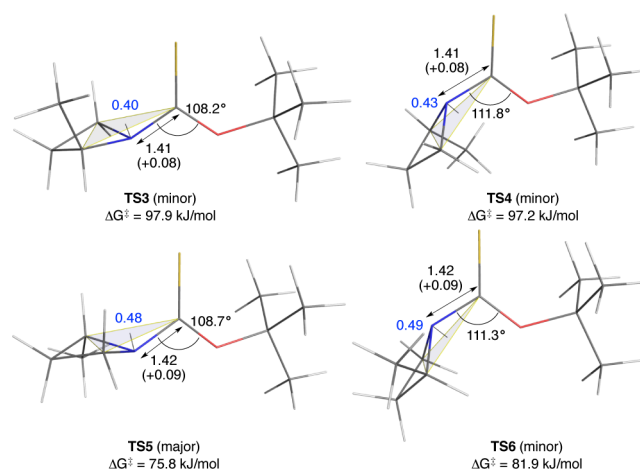 0.40
108.2°
1.41
(+0.08)
TS3 (minor)
ΔG‡ = 97.9 kJ/mol
1.41
(+0.08)
0.43
111.8°
TS4 (minor)
ΔG‡ = 97.2 kJ/mol
0.48
108.7°
1.42
(+0.09)
TS5 (major)
ΔG‡ = 75.8 kJ/mol
1.42
(+0.09)
0.49
111.3°
TS6 (minor)
ΔG‡ = 81.9 kJ/mol